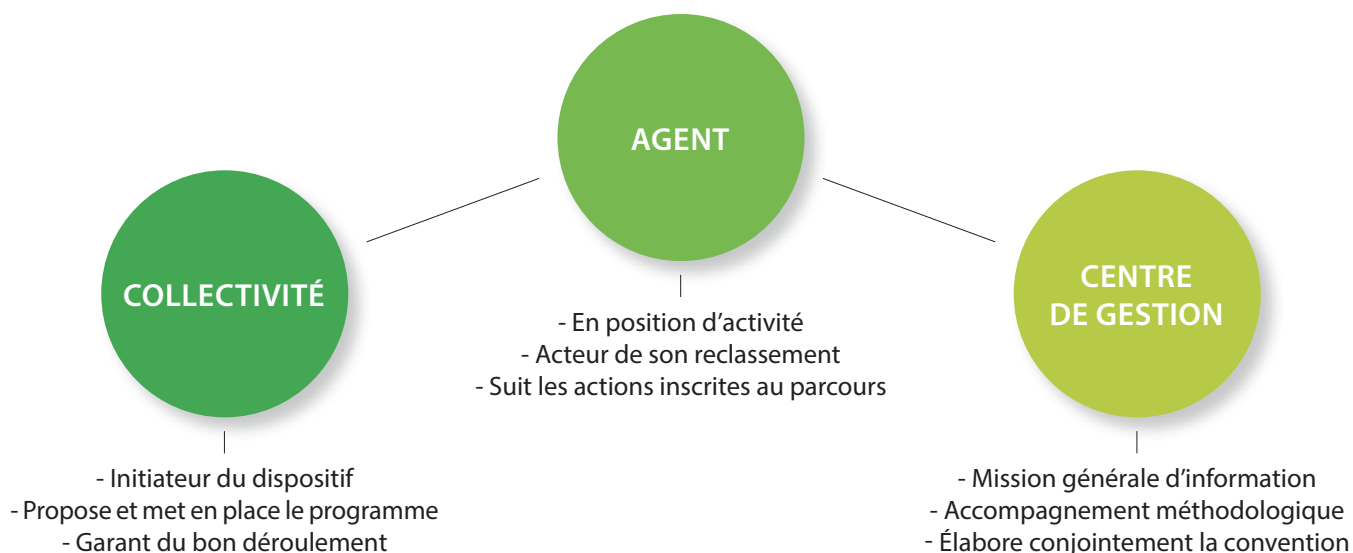 AGENT
- En position d’activité
- Acteur de son reclassement
- Suit les actions inscrites au parcours
COLLECTIVITÉ
- Initiateur du dispositif
- Propose et met en place le programme
- Garant du bon déroulement
CENTRE
DE GESTION
- Mission générale d’information
- Accompagnement méthodologique
- Élabore conjointement la convention